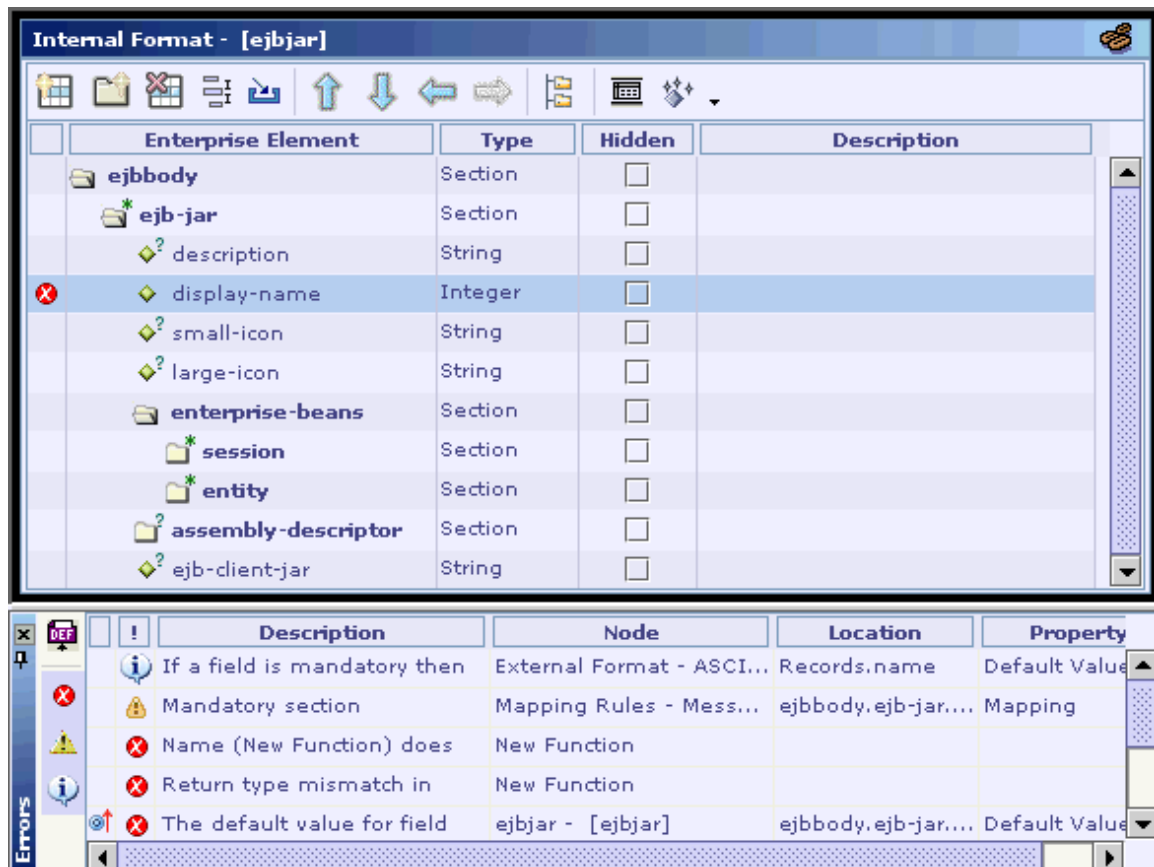 Internal Format - [ejbjar]
Enterprise Element Type Hidden Description
ejbbody Section
* ejb-jar Section
? description String
display-name Integer
? small-icon String
? large-icon String
enterprise-beans Section
* session Section
* entity Section
? assembly-descriptor Section
? ejb-client-jar String
DEF ! Description Node Location Property
If a field is mandatory then External Format - ASCI... Records.name Default Value
Mandatory section Mapping Rules - Mess... ejbbody.ejb-jar.... Mapping
Name (New Function) does New Function
Return type mismatch in New Function
The default value for field ejbjar - [ejbjar] ejbbody.ejb-jar.... Default Value
Errors